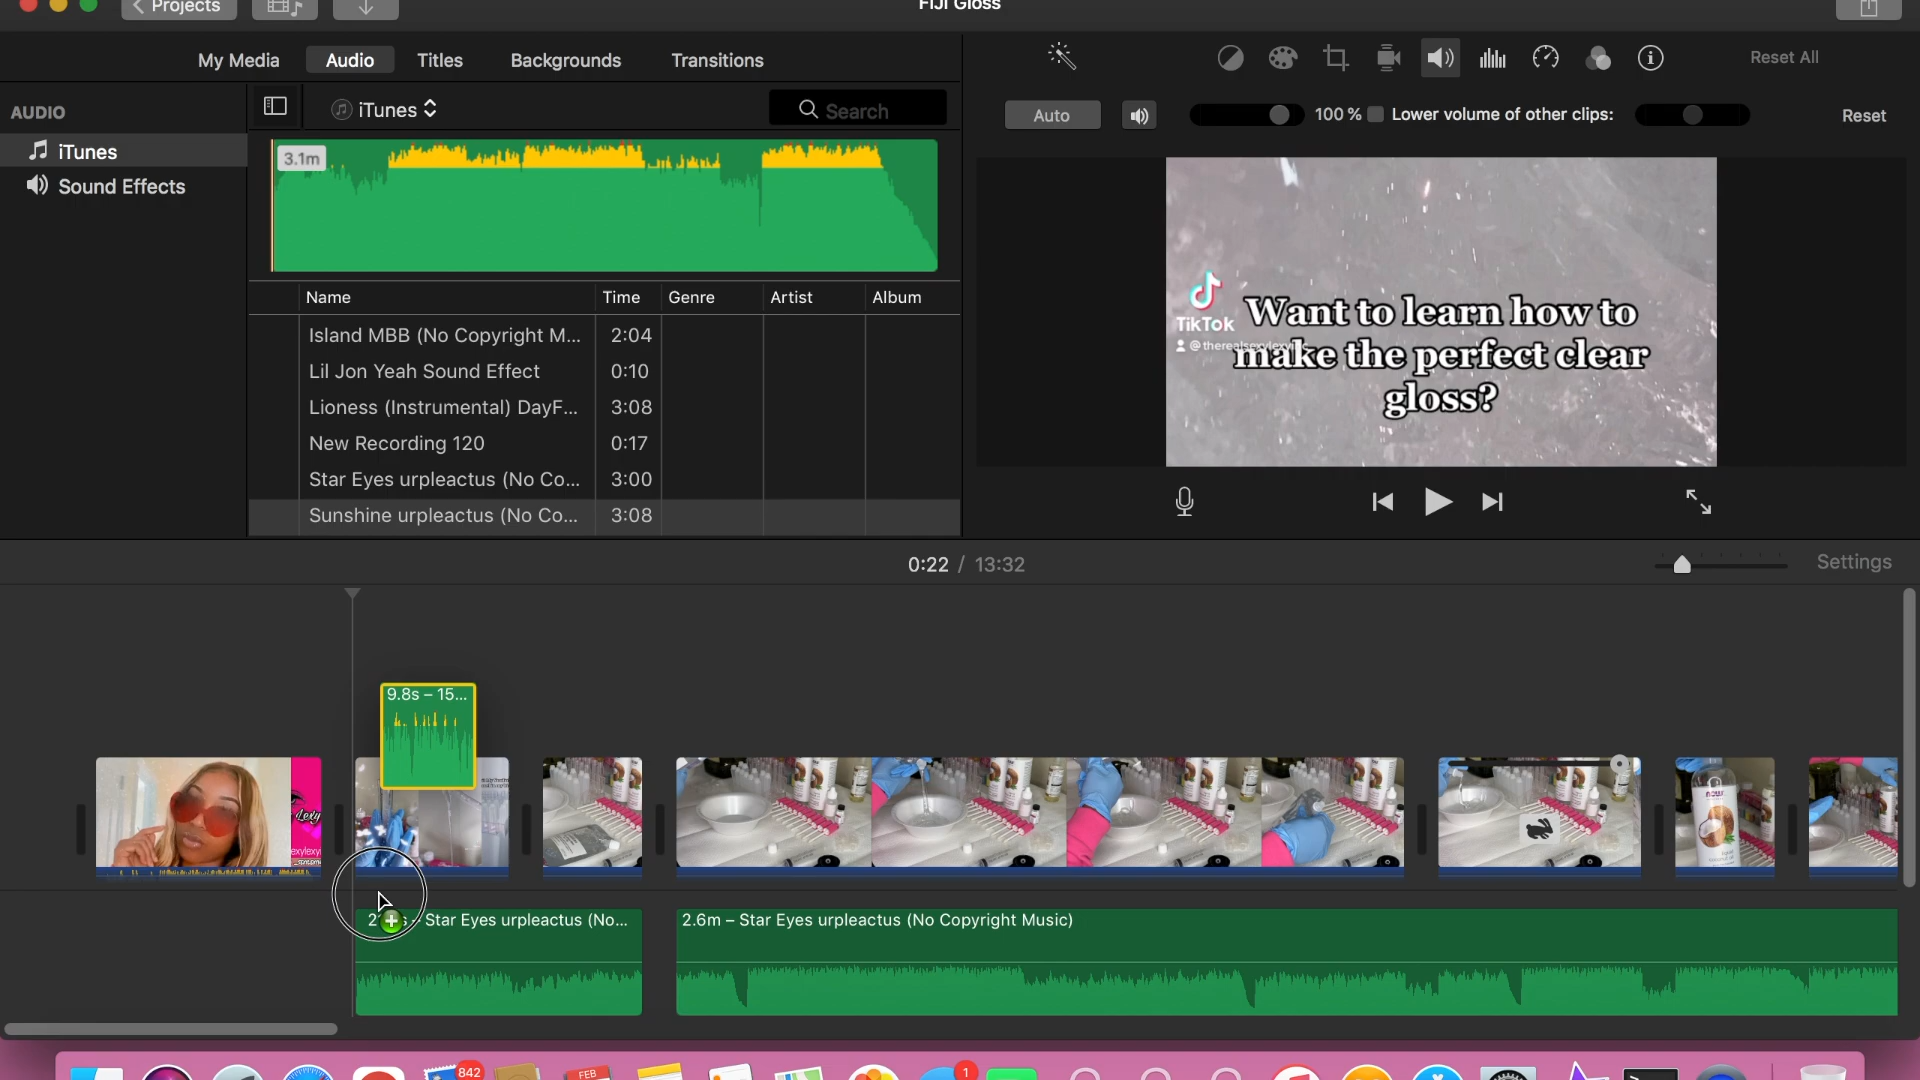 Projects
FIJI Gloss
My Media
Audio
Titles
Backgrounds
Transitions
Reset All
AUDIO
iTunes
Search
Auto
100 %
Lower volume of other clips:
Reset
iTunes
Sound Effects
3.1m
Name
Time
Genre
Artist
Album
Island MBB (No Copyright M... 2:04
Lil Jon Yeah Sound Effect 0:10
Lioness (Instrumental) DayF... 3:08
New Recording 120 0:17
Star Eyes urpleactus (No Co... 3:00
Sunshine urpleactus (No Co... 3:08
TikTok
Want to learn how to
make the perfect clear
gloss?
0:22 / 13:32
Settings
9.8s – 15...
Lexy
now
Star Eyes urpleactus (No...
2.6m – Star Eyes urpleactus (No Copyright Music)
842
FEB
1